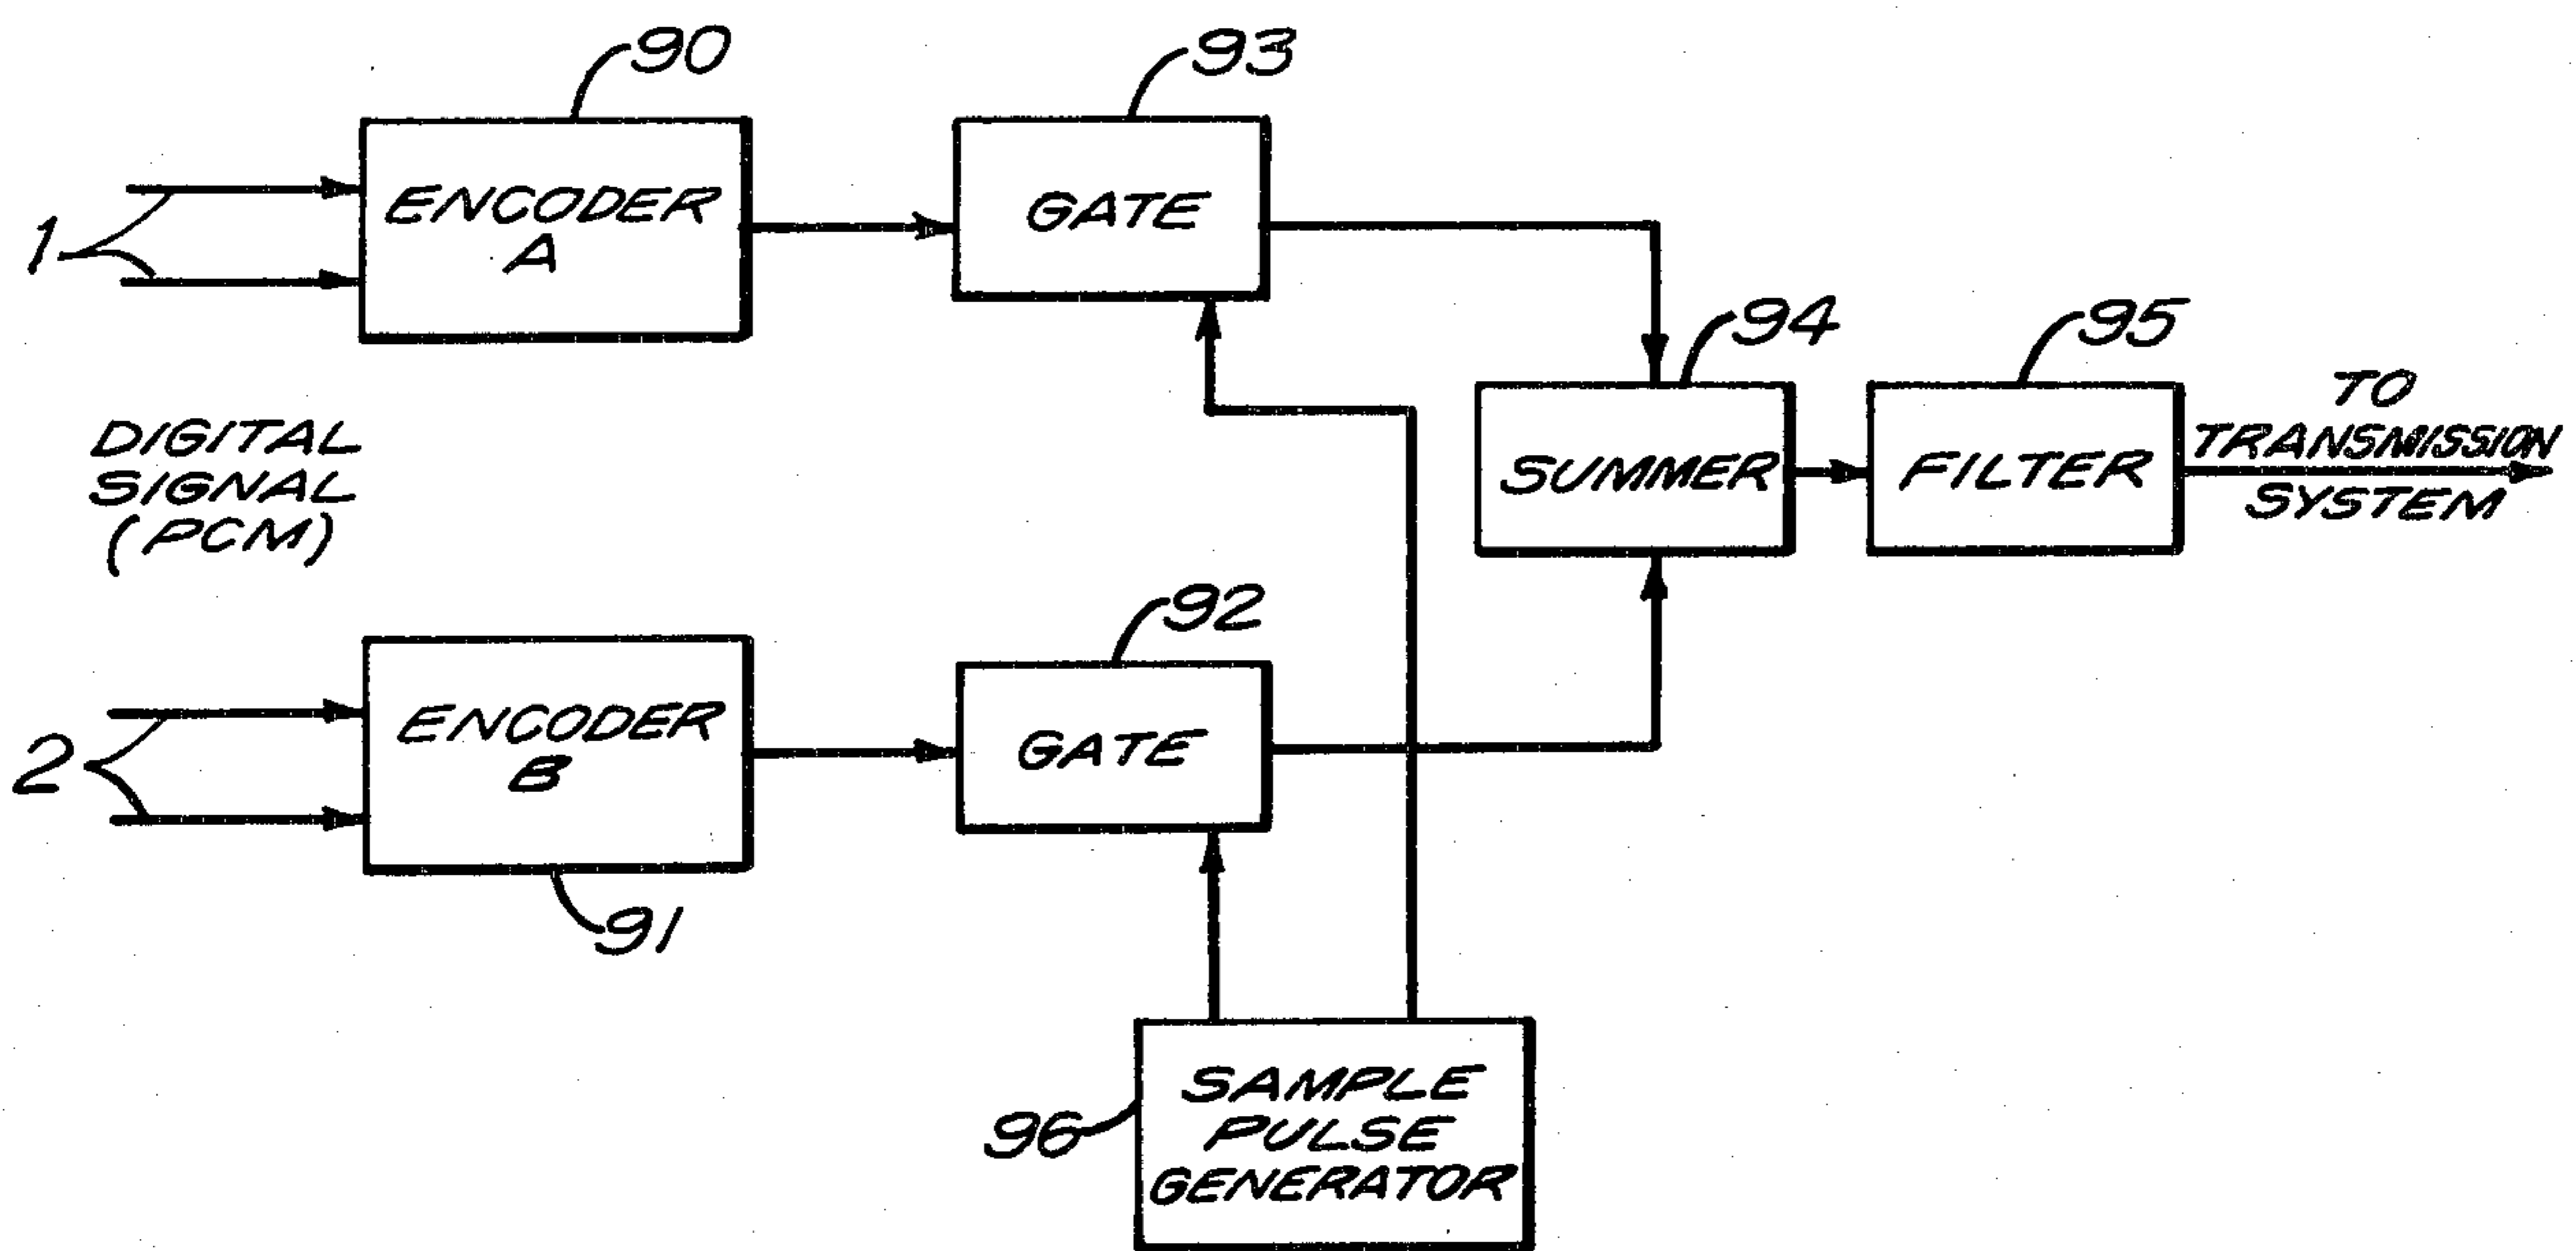 90
93
ENCODER
A
GATE
1
94
95
DIGITAL
SIGNAL
(PCM)
SUMMER
FILTER
TO
TRANSMISSION
SYSTEM
92
ENCODER
B
GATE
2
91
96
SAMPLE
PULSE
GENERATOR